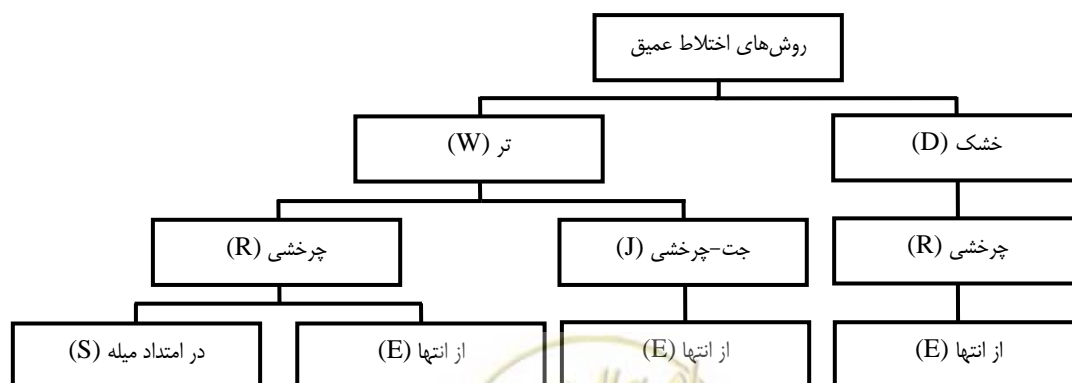 روش‌های اختلاط عمیق
خشک (D)
تر (W)
چرخشی (R)
جت-چرخشی (J)
چرخشی (R)
از انتها (E)
از انتها (E)
از انتها (E)
در امتداد میله (S)